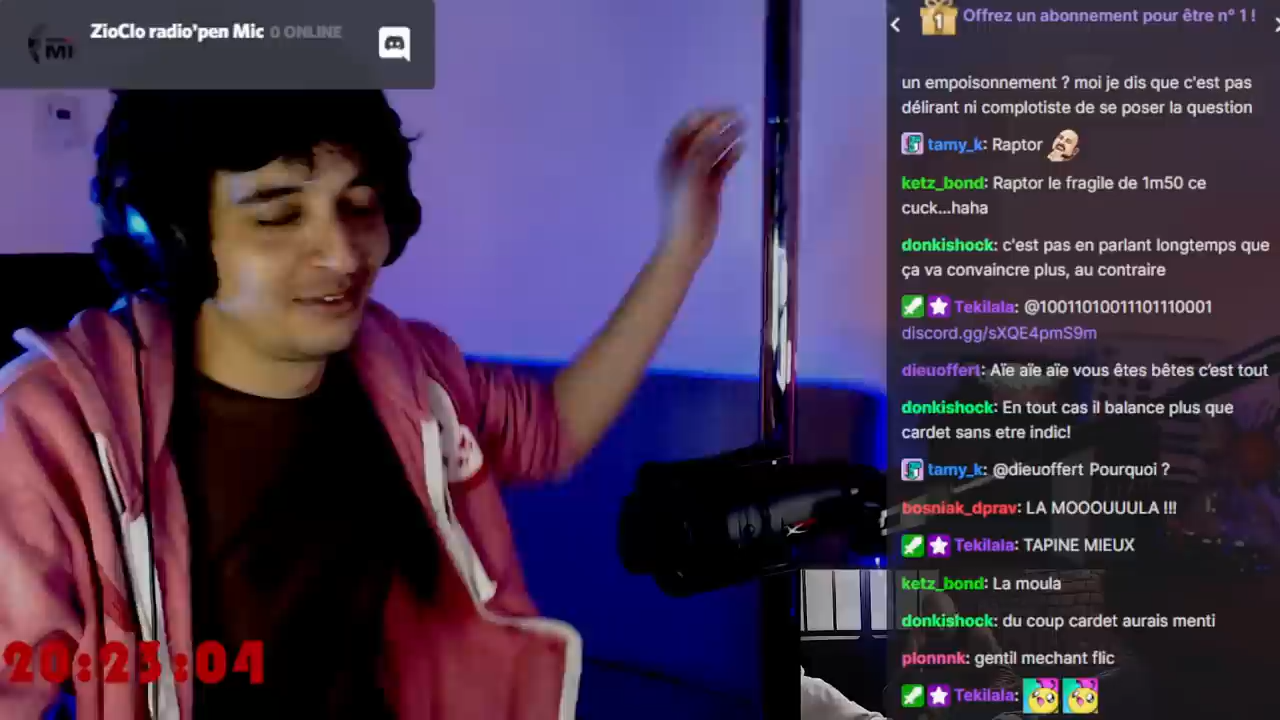 ZioClo radio'pen Mic 0 ONLINE
MI
20:23:04
1
Offrez un abonnement pour être n° 1 !
un empoisonnement ? moi je dis que c'est pas
délirant ni complotiste de se poser la question
tamy_k: Raptor
ketz_bond: Raptor le fragile de 1m50 ce
cuck...haha
donkishock: c'est pas en parlant longtemps que
ça va convaincre plus, au contraire
Tekilala: @10011010011101110001
discord.gg/sXQE4pmS9m
dieuoffert: Aïe aïe aïe vous êtes bêtes c'est tout
donkishock: En tout cas il balance plus que
cardet sans etre indic!
tamy_k: @dieuoffert Pourquoi ?
bosniak_dprav: LA MOOOUUULA !!!
Tekilala: TAPINE MIEUX
ketz_bond: La moula
donkishock: du coup cardet aurais menti
plonnnk: gentil mechant flic
Tekilala: